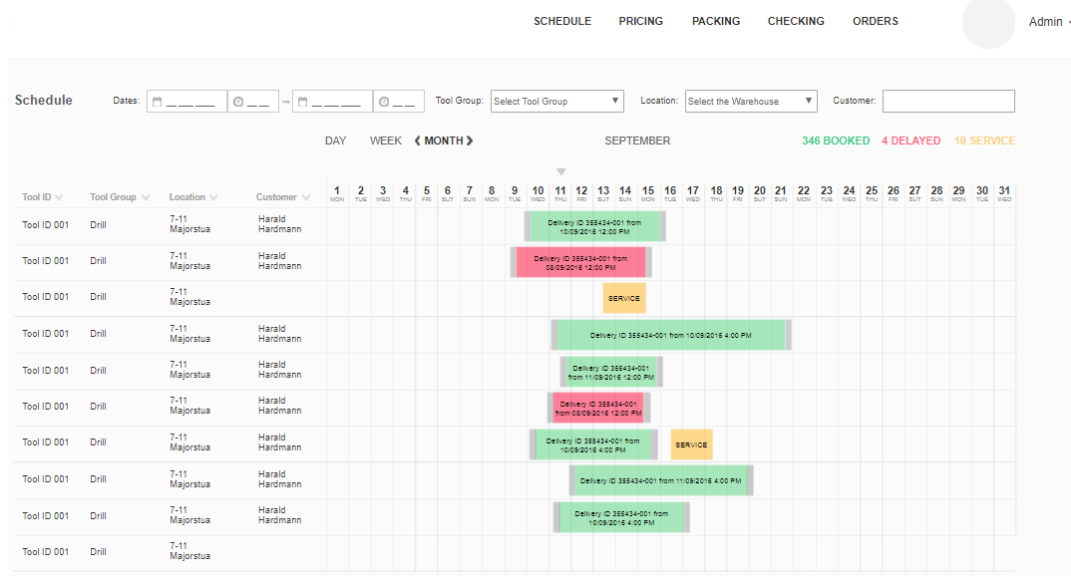 SCHEDULE PRICING PACKING CHECKING ORDERS Admin
Schedule Dates: Tool Group: Select Tool Group Location: Select the Warehouse Customer:
DAY WEEK MONTH SEPTEMBER 346 BOOKED 4 DELAYED 10 SERVICE
Tool ID Tool Group Location Customer 1 2 3 4 5 6 7 8 9 10 11 12 13 14 15 16 17 18 19 20 21 22 23 24 25 26 27 28 29 30 31
MON TUE WED THU FRI SUT SUN MON TUE WED THU FRI SUT SUN MON TUE WED THU FRI SUT SUN MON TUE WED THU FRI SUT SUN MON TUE WED
Tool ID 001 Drill 7-11 Majorstua Harald Hardmann
Delivery ID 355434-001 from
10/09/2016 12:00 PM
Tool ID 001 Drill 7-11 Majorstua Harald Hardmann
Delivery ID 355434-001 from
08/09/2016 12:00 PM
Tool ID 001 Drill 7-11 Majorstua
SERVICE
Tool ID 001 Drill 7-11 Majorstua Harald Hardmann
Delivery ID 355434-001 from 10/09/2016 4:00 PM
Tool ID 001 Drill 7-11 Majorstua Harald Hardmann
Delivery ID 355434-001
from 11/09/2016 12:00 PM
Tool ID 001 Drill 7-11 Majorstua Harald Hardmann
Delivery ID 355434-001
from 08/09/2016 12:00 PM
Tool ID 001 Drill 7-11 Majorstua Harald Hardmann
Delivery ID 355434-001 from
10/09/2016 4:00 PM
SERVICE
Tool ID 001 Drill 7-11 Majorstua Harald Hardmann
Delivery ID 355434-001 from 11/09/2016 4:00 PM
Tool ID 001 Drill 7-11 Majorstua Harald Hardmann
Delivery ID 355434-001 from
10/09/2016 4:00 PM
Tool ID 001 Drill 7-11 Majorstua